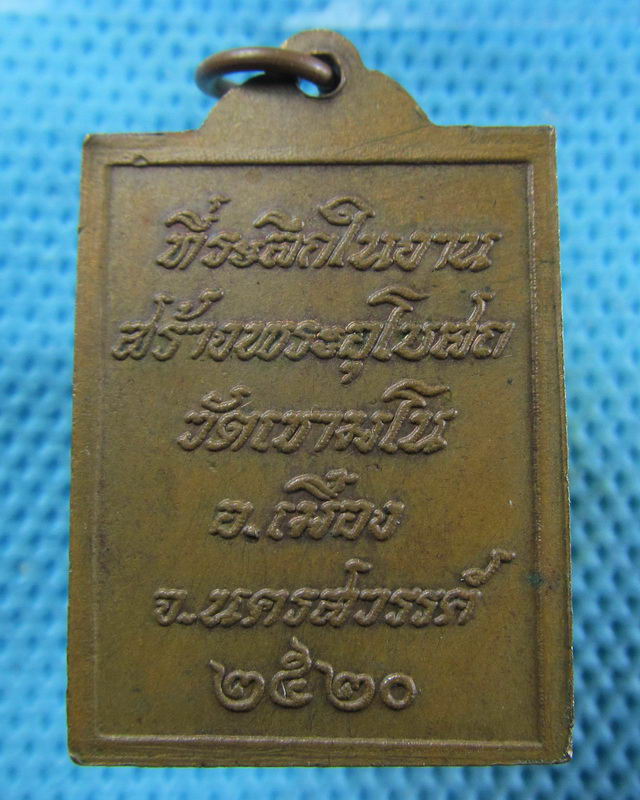 ที่ระลึกในงาน
สร้างพระอุโบสถ
วัดเขามโน
อ.เมือง
จ.นครสวรรค์
๒๕๒๐